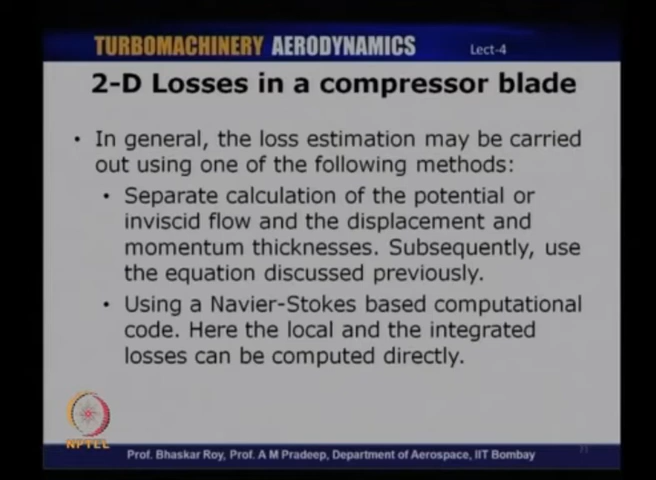 TURBOMACHINERY AERODYNAMICS Lect-4
2-D Losses in a compressor blade
• In general, the loss estimation may be carried
out using one of the following methods:
• Separate calculation of the potential or
inviscid flow and the displacement and
momentum thicknesses. Subsequently, use
the equation discussed previously.
• Using a Navier-Stokes based computational
code. Here the local and the integrated
losses can be computed directly.
NPTEL
Prof. Bhaskar Roy, Prof. A M Pradeep, Department of Aerospace, IIT Bombay